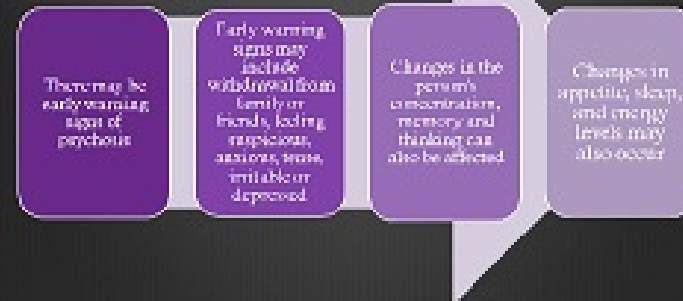 There may be
early warning
signs of
psychosis
Early warning
signs may
include
withdrawal from
family or
friends, feeling
suspicious,
anxious, tense,
irritable or
depressed
Changes in the
person's
concentration,
memory and
thinking can
also be affected
Changes in
appetite, sleep,
and energy
levels may
also occur